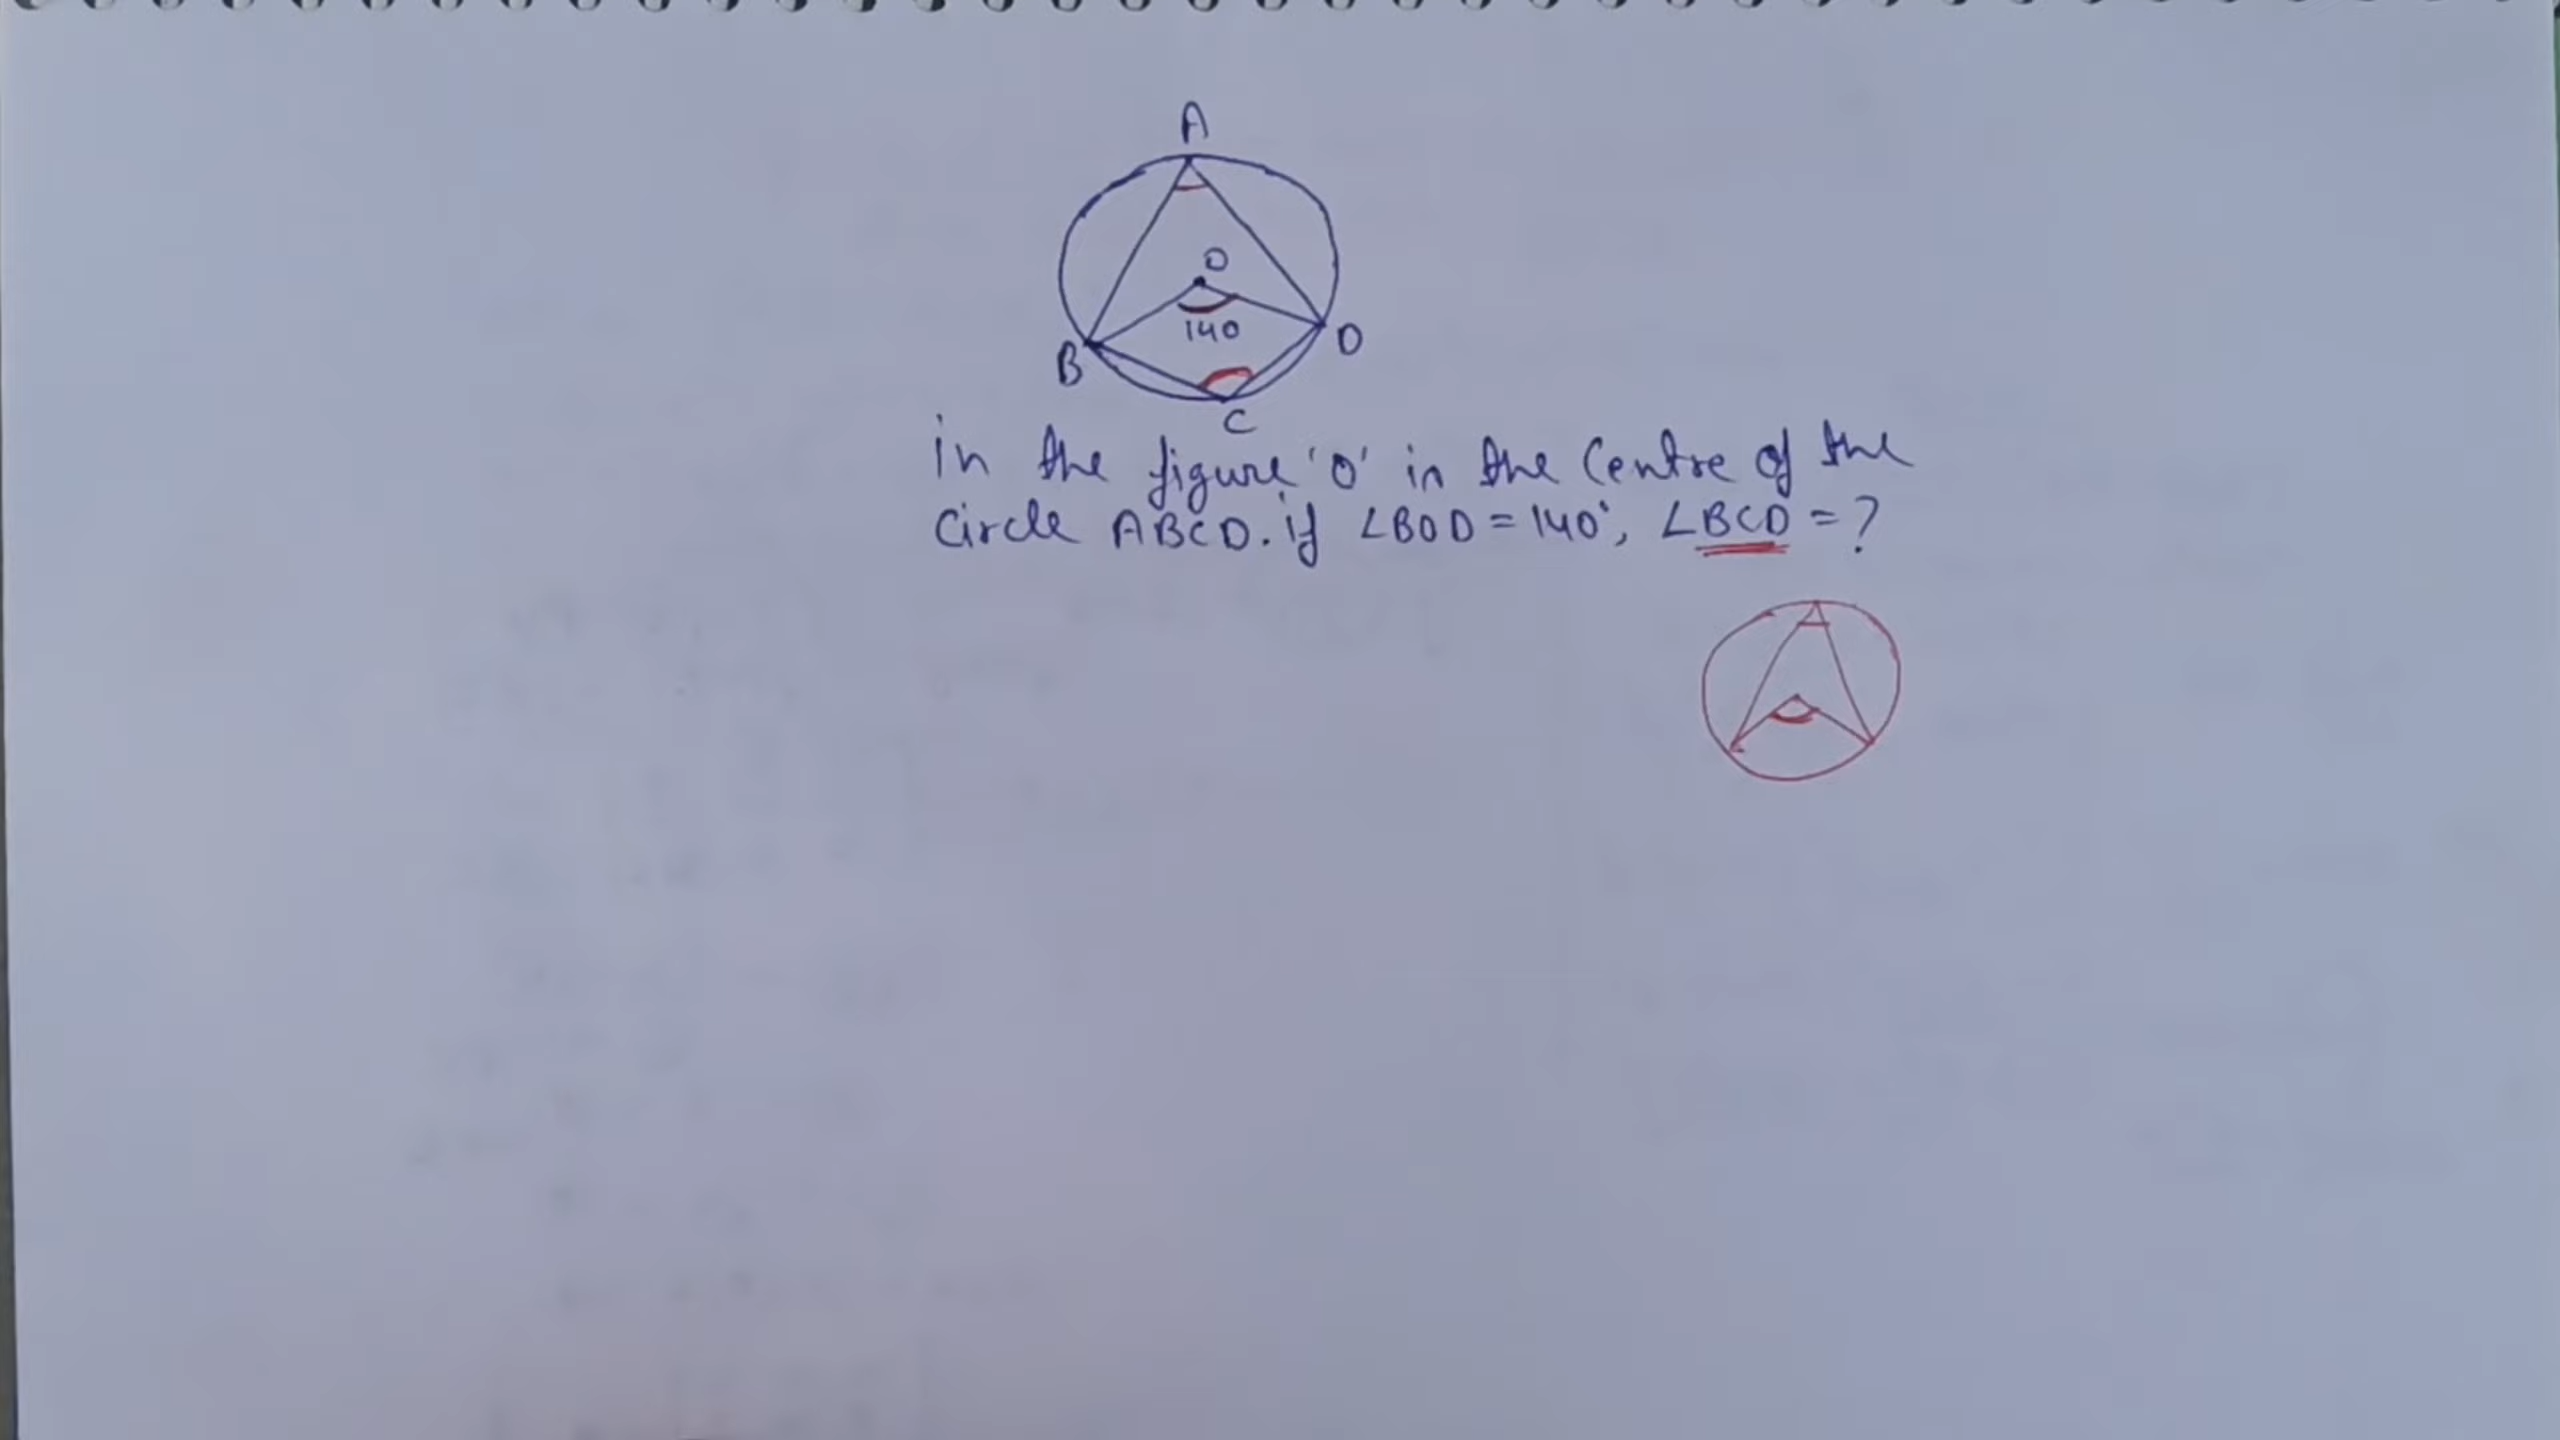 A
O
140
B
D
C
in the figure 'O' in the Centre of the
Circle ABCD. if ∠BOD = 140°, ∠BCD = ?